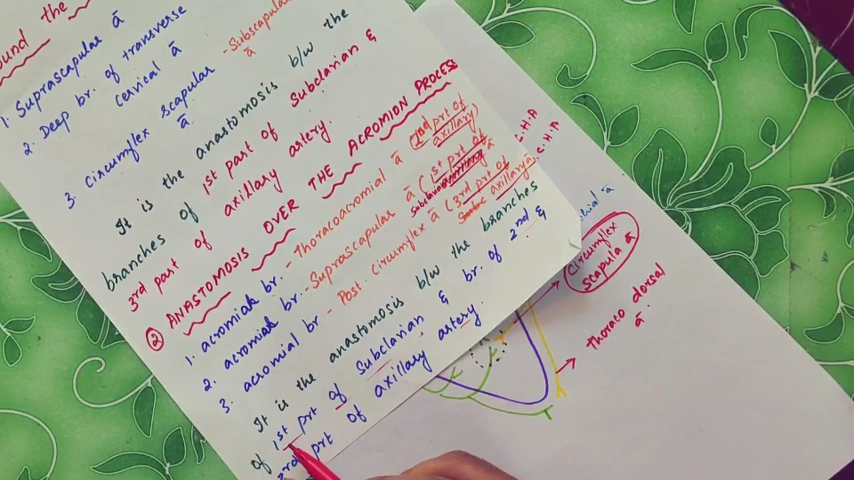 ound the
1. Suprascapular ā
2. Deep br. of transverse
cervical ā
3. circumflex scapular
ā
- Subscapular
ā
It is the anastomosis b/w the
branches of 1st part of subclavian &
3rd part of axillary artery.
② ANASTOMOSIS OVER THE ACROMION PROCESS
1. acromial br. - Thoracoacromial ā (2nd prt of
axillary)
2. acromial br. - Suprascapular ā (1st prt of
subclavian
3. acromial br - Post. circumflex ā (3rd prt of
axillary ā
It is the anastomosis b/w the branches
of 1st prt of subclavian & br. of 2nd &
3rd prt of axillary artery.
C.H.A
C.H.A
circumflex
scapula ā
thoraco dorsal
ā.